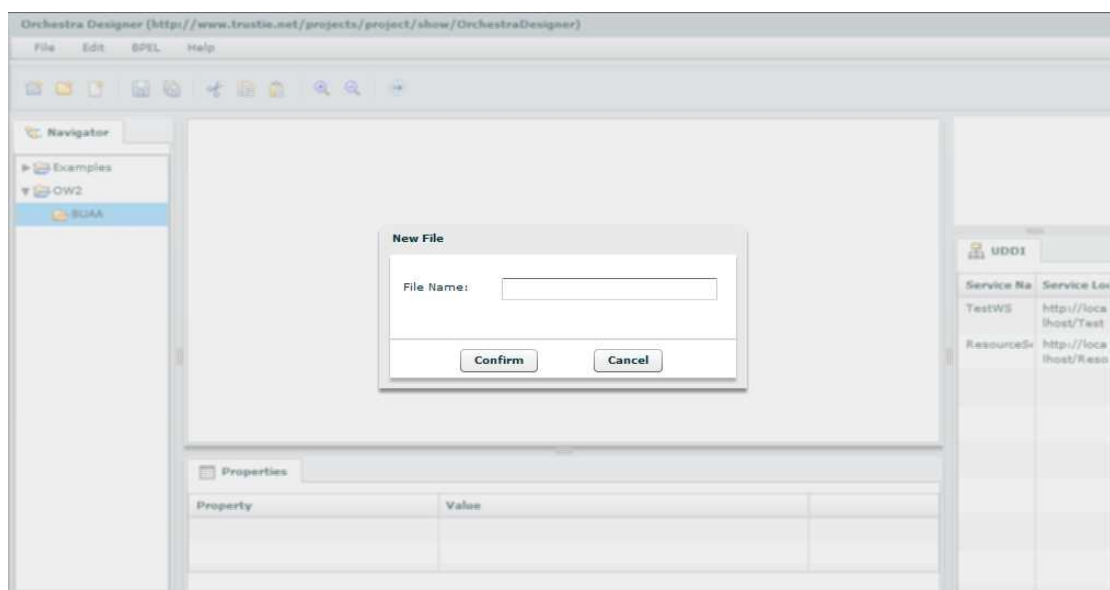 Orchestra Designer (http://www.trustie.net/projects/project/show/OrchestraDesigner)
File Edit BPEL Help
Navigator
Examples
OW2
BUAA
New File
File Name:
Confirm Cancel
Properties
Property Value
UDDI
Service Na Service Loc
TestWS http://loca
lhost/Test
ResourceSe http://loca
lhost/Reso